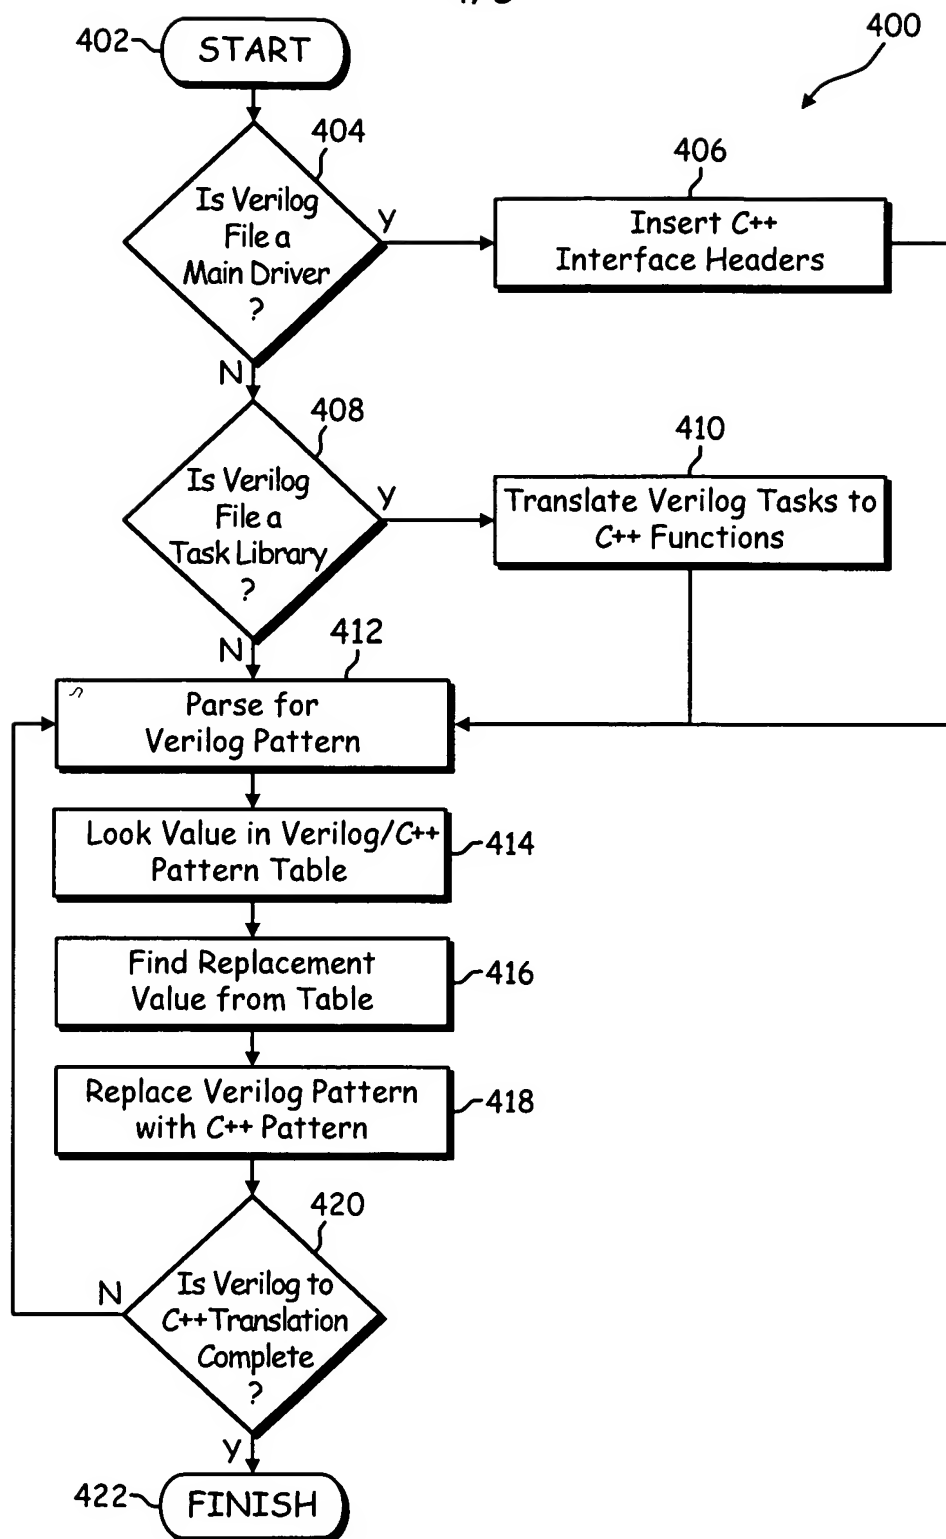 400
402
START
404
Is Verilog
File a
Main Driver
?
Y
N
406
Insert C++
Interface Headers
408
Is Verilog
File a
Task Library
?
Y
N
410
Translate Verilog Tasks to
C++ Functions
412
Parse for
Verilog Pattern
Look Value in Verilog/C++
Pattern Table
414
Find Replacement
Value from Table
416
Replace Verilog Pattern
with C++ Pattern
418
420
Is Verilog to
C++ Translation
Complete
?
N
Y
422
FINISH